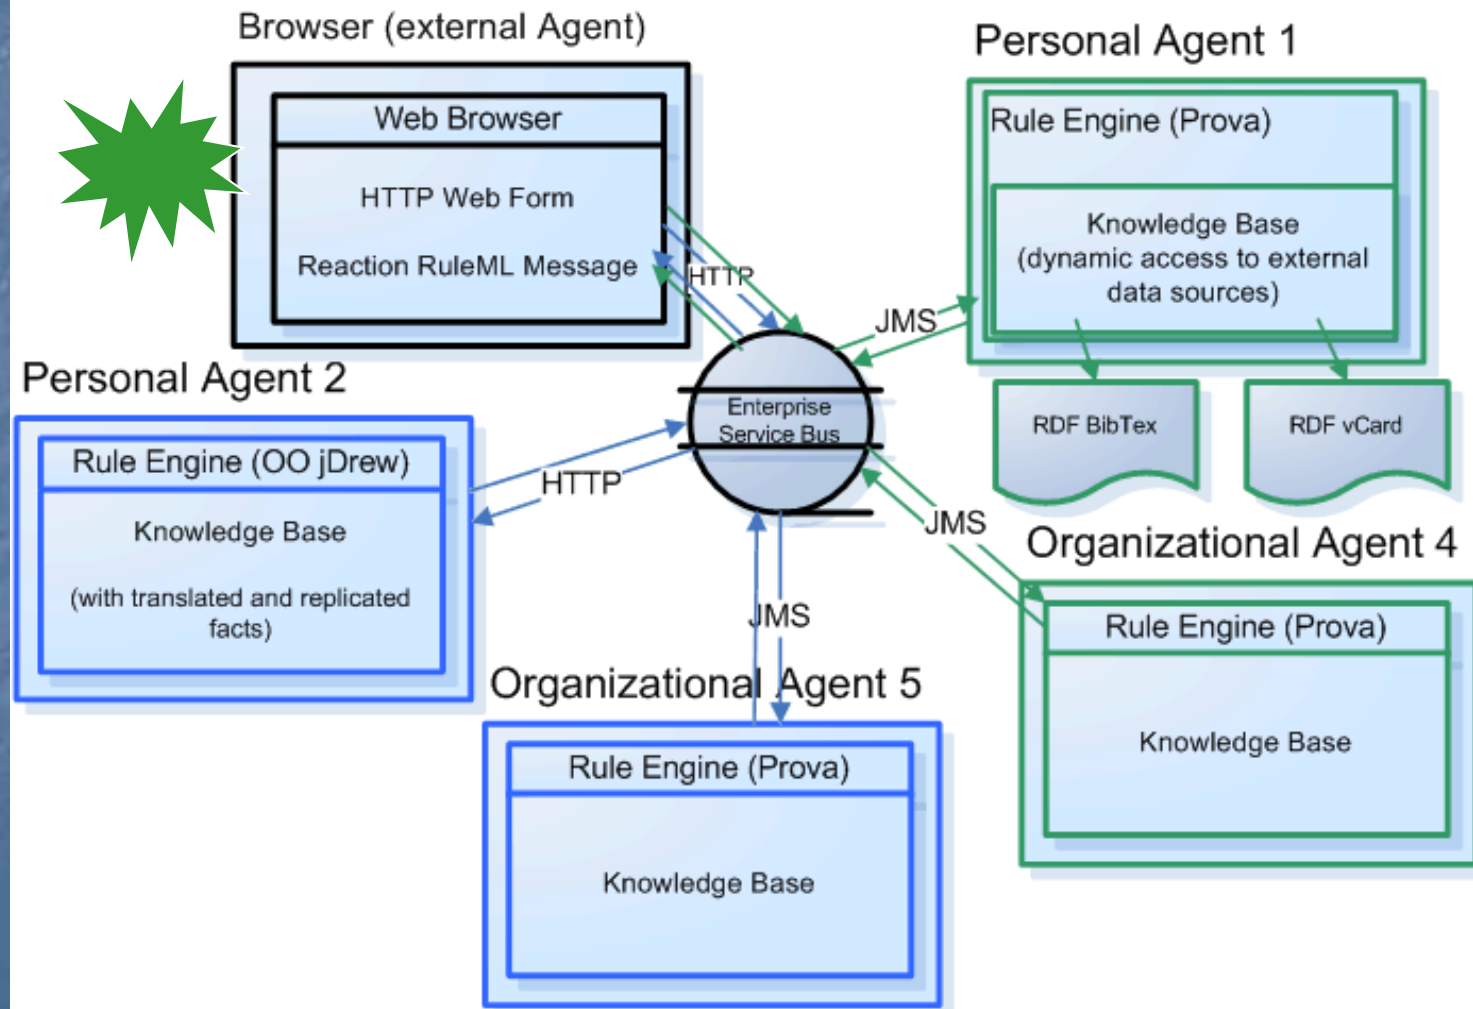 Browser (external Agent)
Web Browser
HTTP Web Form
Reaction RuleML Message
HTTP
Personal Agent 1
Rule Engine (Prova)
Knowledge Base
(dynamic access to external
data sources)
JMS
RDF BibTex
RDF vCard
Personal Agent 2
Rule Engine (OO jDrew)
Knowledge Base
(with translated and replicated
facts)
HTTP
Enterprise
Service Bus
JMS
Organizational Agent 4
Rule Engine (Prova)
Knowledge Base
JMS
Organizational Agent 5
Rule Engine (Prova)
Knowledge Base